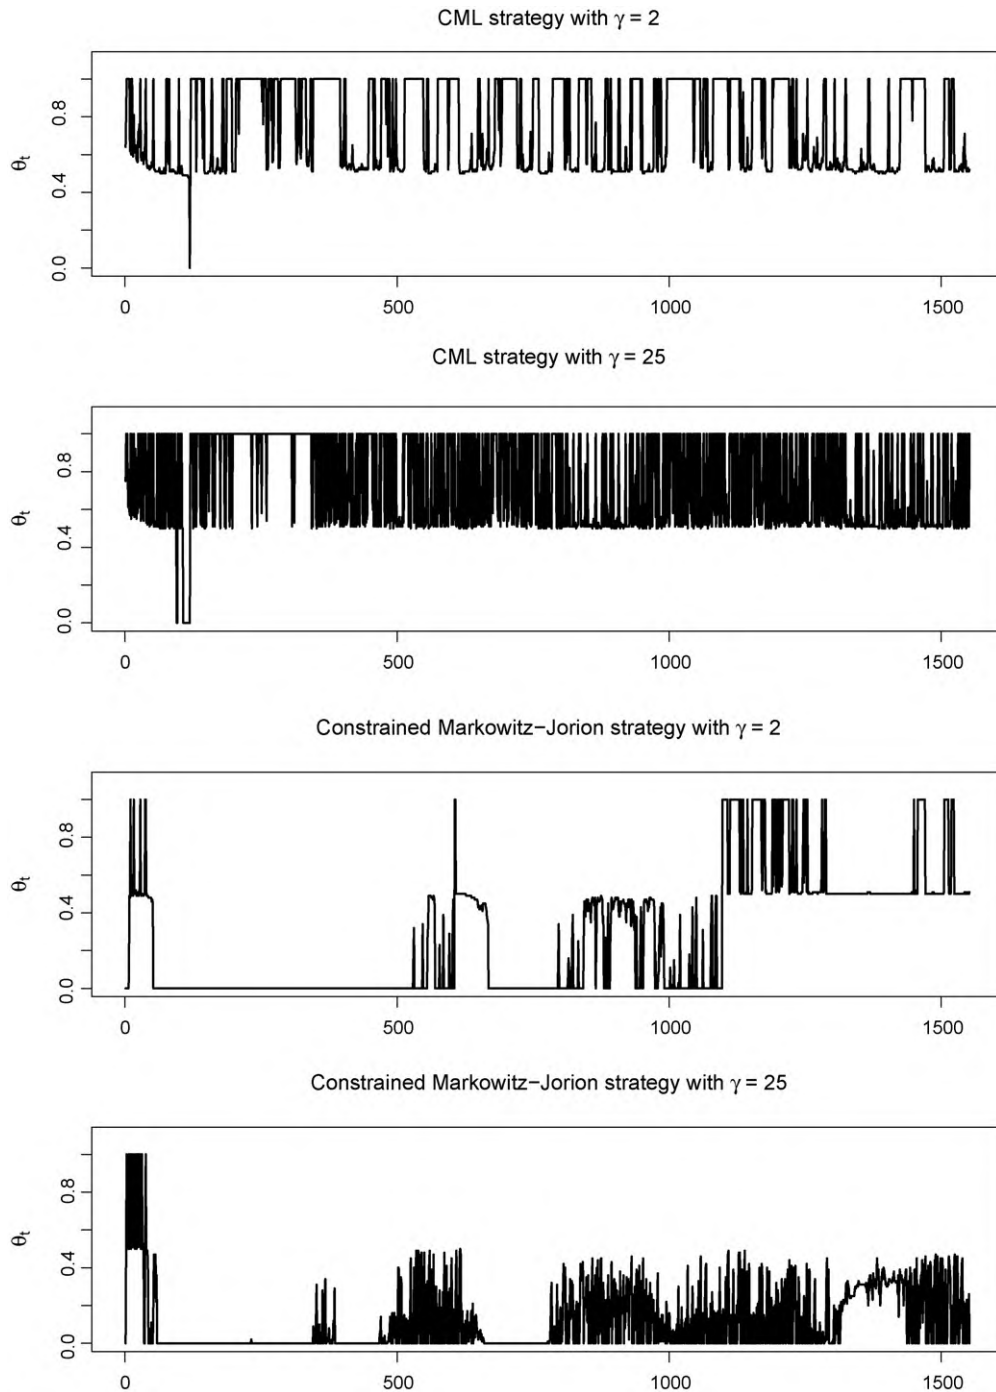 CML strategy with γ = 2
θt
0.8
0.4
0.0
0 500 1000 1500
CML strategy with γ = 25
θt
0.8
0.4
0.0
0 500 1000 1500
Constrained Markowitz−Jorion strategy with γ = 2
θt
0.8
0.4
0.0
0 500 1000 1500
Constrained Markowitz−Jorion strategy with γ = 25
θt
0.8
0.4
0.0
0 500 1000 1500